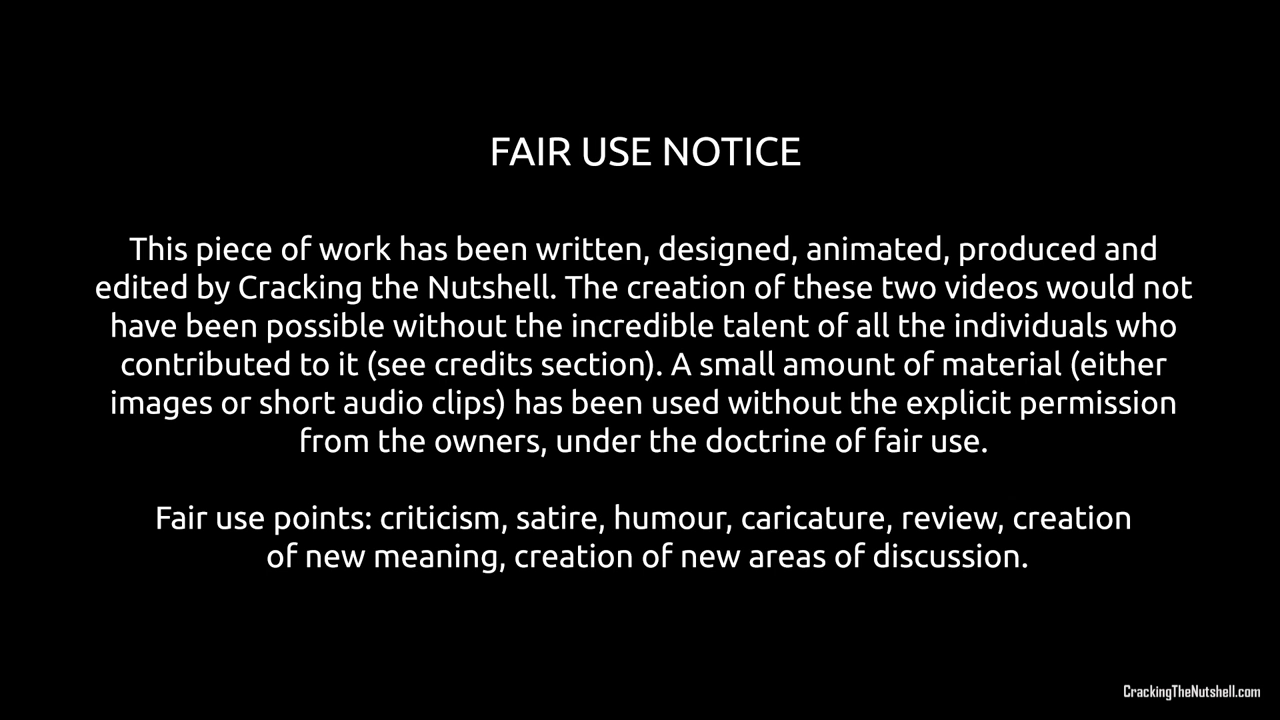 FAIR USE NOTICE
This piece of work has been written, designed, animated, produced and
edited by Cracking the Nutshell. The creation of these two videos would not
have been possible without the incredible talent of all the individuals who
contributed to it (see credits section). A small amount of material (either
images or short audio clips) has been used without the explicit permission
from the owners, under the doctrine of fair use.
Fair use points: criticism, satire, humour, caricature, review, creation
of new meaning, creation of new areas of discussion.
CrackingTheNutshell.com